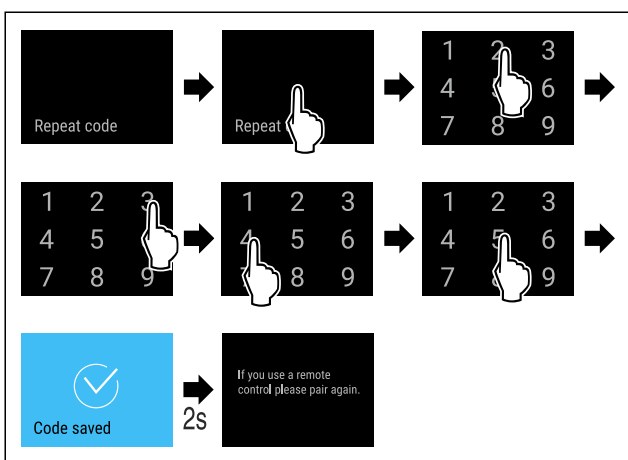 Repeat code
Repeat
1 2 3
4 6
7 8 9
1 2 3
4 5
7 8 9
1 2 3
4 5 6
8 9
1 2 3
4 5 6
7 9
Code saved
2s
If you use a remote
control please pair again.